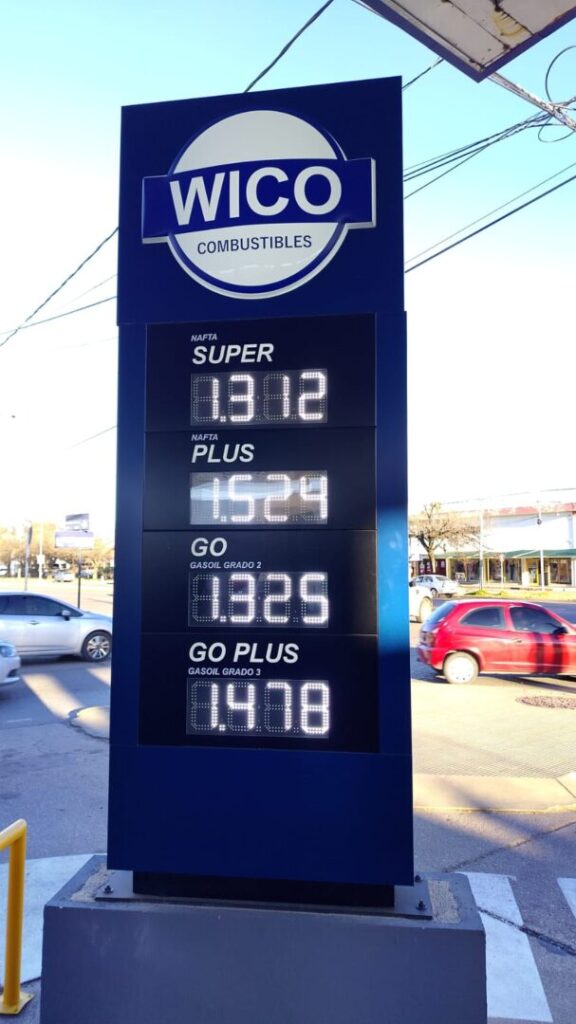 WICO
COMBUSTIBLES
NAFTA
SUPER
1.312
NAFTA
PLUS
1.524
GO
GASOIL GRADO 2
1.325
GO PLUS
GASOIL GRADO 3
1.478